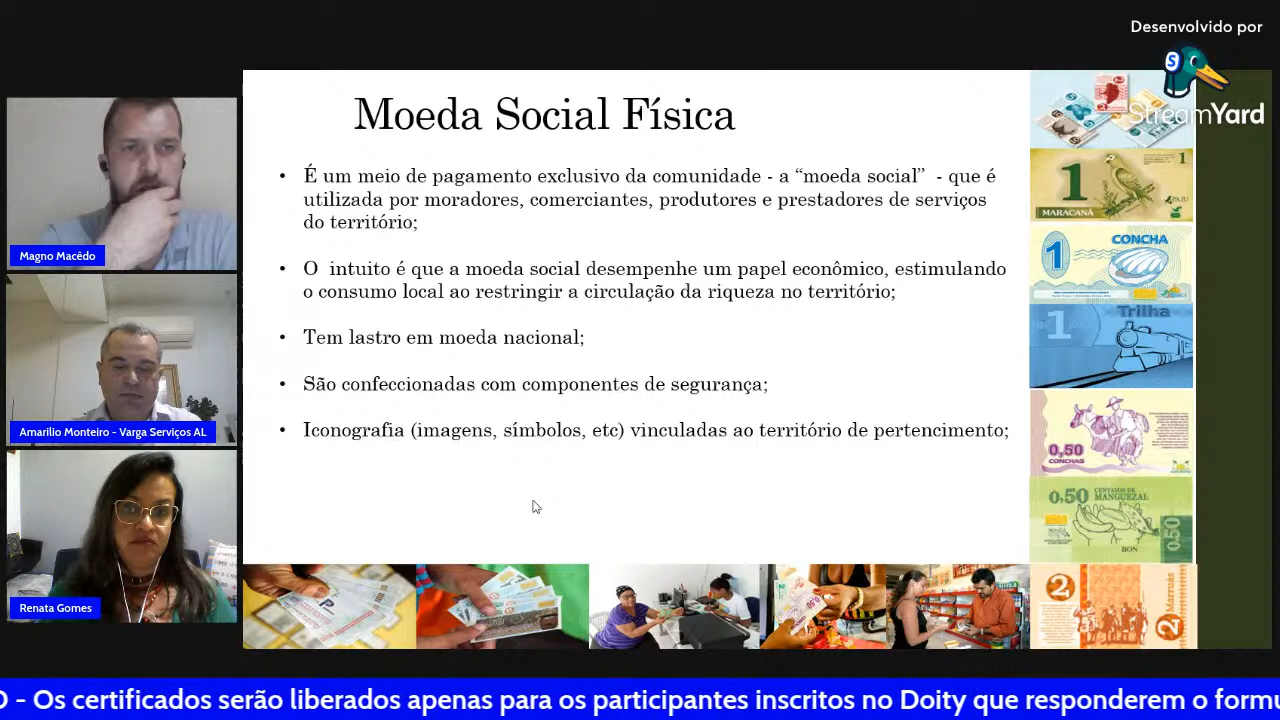 Desenvolvido por
StreamYard
Moeda Social Física
• É um meio de pagamento exclusivo da comunidade - a “moeda social” - que é
utilizada por moradores, comerciantes, produtores e prestadores de serviços
do território;
• O intuito é que a moeda social desempenhe um papel econômico, estimulando
o consumo local ao restringir a circulação da riqueza no território;
• Tem lastro em moeda nacional;
• São confeccionadas com componentes de segurança;
• Iconografia (imagens, símbolos, etc) vinculadas ao território de pertencimento;
Magno Macêdo
Amarilio Monteiro - Varga Serviços AL
Renata Gomes
1
1
MARACANÃ
1
CONCHA
1
Trilha
0,50
CONCHAS
0,50
CENTAVOS DE
MANGUEZAL
BON
0,50
2
2
Marruás
- Os certificados serão liberados apenas para os participantes inscritos no Doity que responderem o